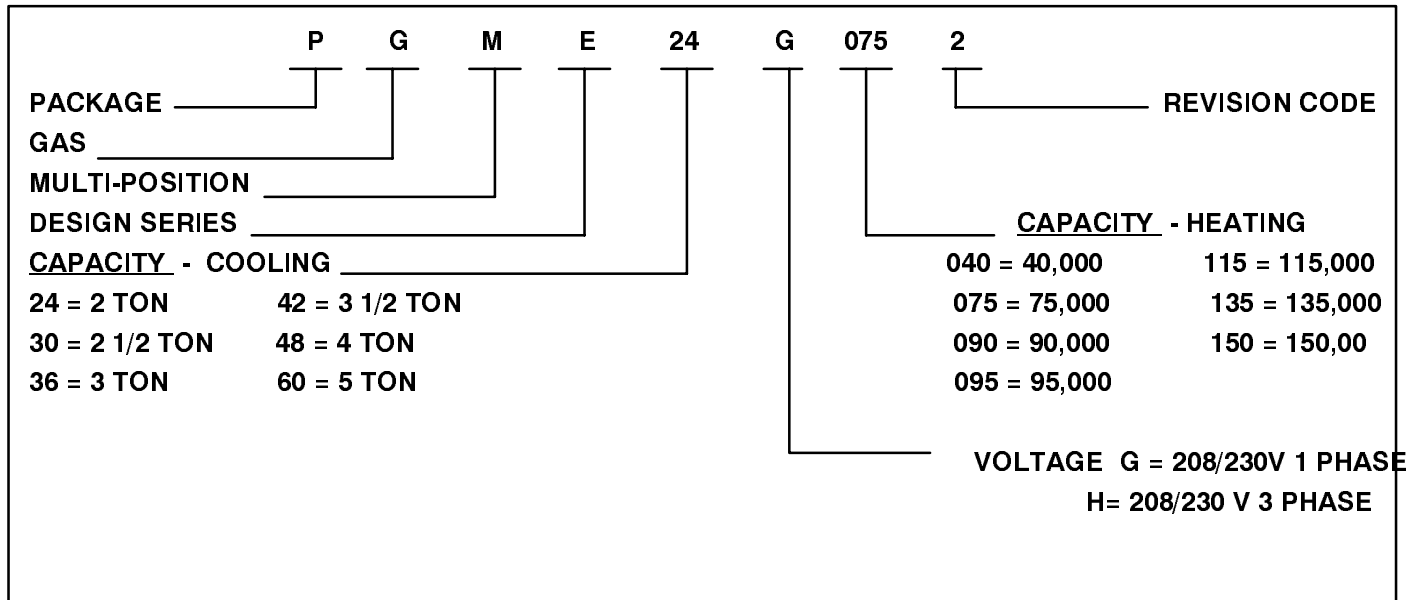 P G M E 24 G 075 2
PACKAGE
REVISION CODE
GAS
MULTI-POSITION
DESIGN SERIES
CAPACITY - COOLING
24 = 2 TON 42 = 3 1/2 TON
30 = 2 1/2 TON 48 = 4 TON
36 = 3 TON 60 = 5 TON
CAPACITY - HEATING
040 = 40,000 115 = 115,000
075 = 75,000 135 = 135,000
090 = 90,000 150 = 150,00
095 = 95,000
VOLTAGE G = 208/230V 1 PHASE
H= 208/230 V 3 PHASE